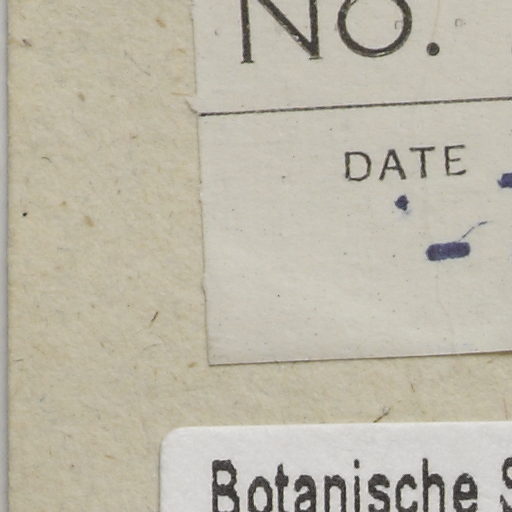 No.
DATE
Botanische S